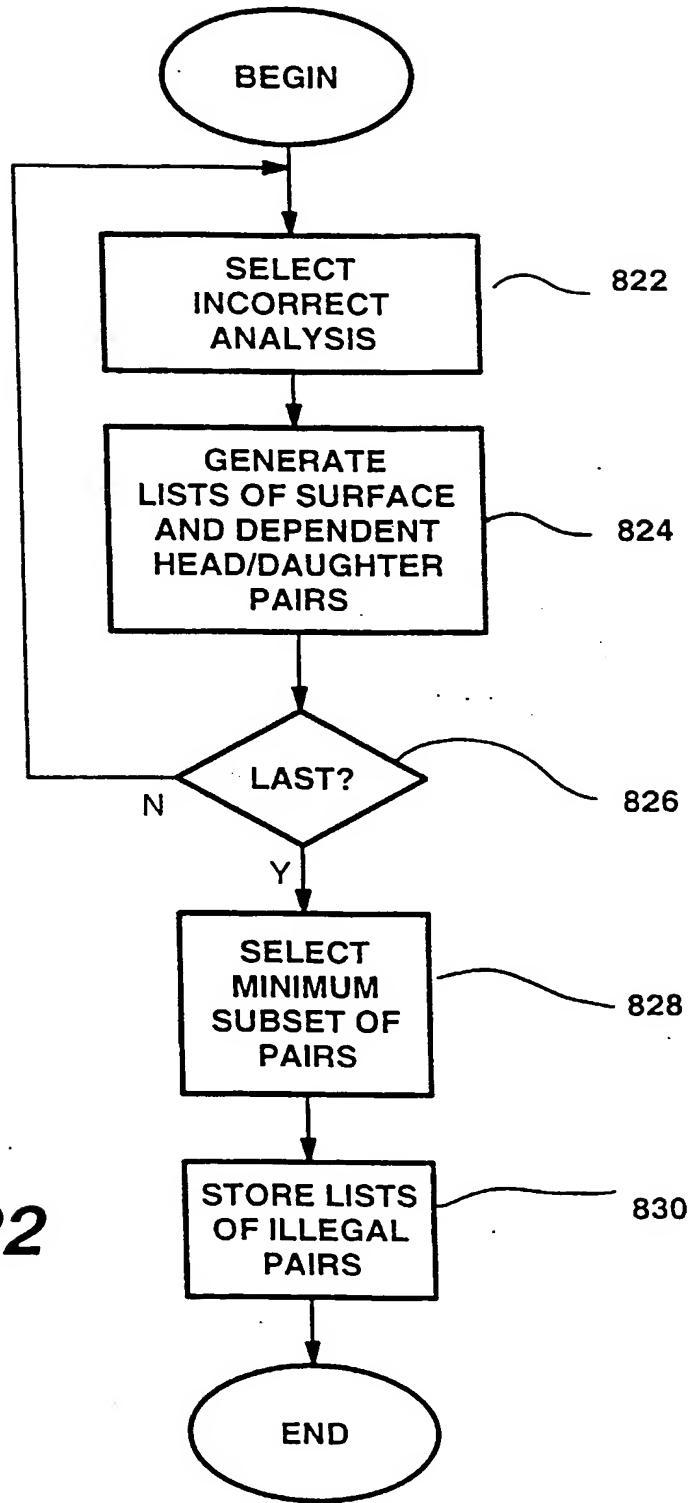 BEGIN
SELECT
INCORRECT
ANALYSIS
822
GENERATE
LISTS OF SURFACE
AND DEPENDENT
HEAD/DAUGHTER
PAIRS
824
LAST?
826
N
Y
SELECT
MINIMUM
SUBSET OF
PAIRS
828
STORE LISTS
OF ILLEGAL
PAIRS
830
END